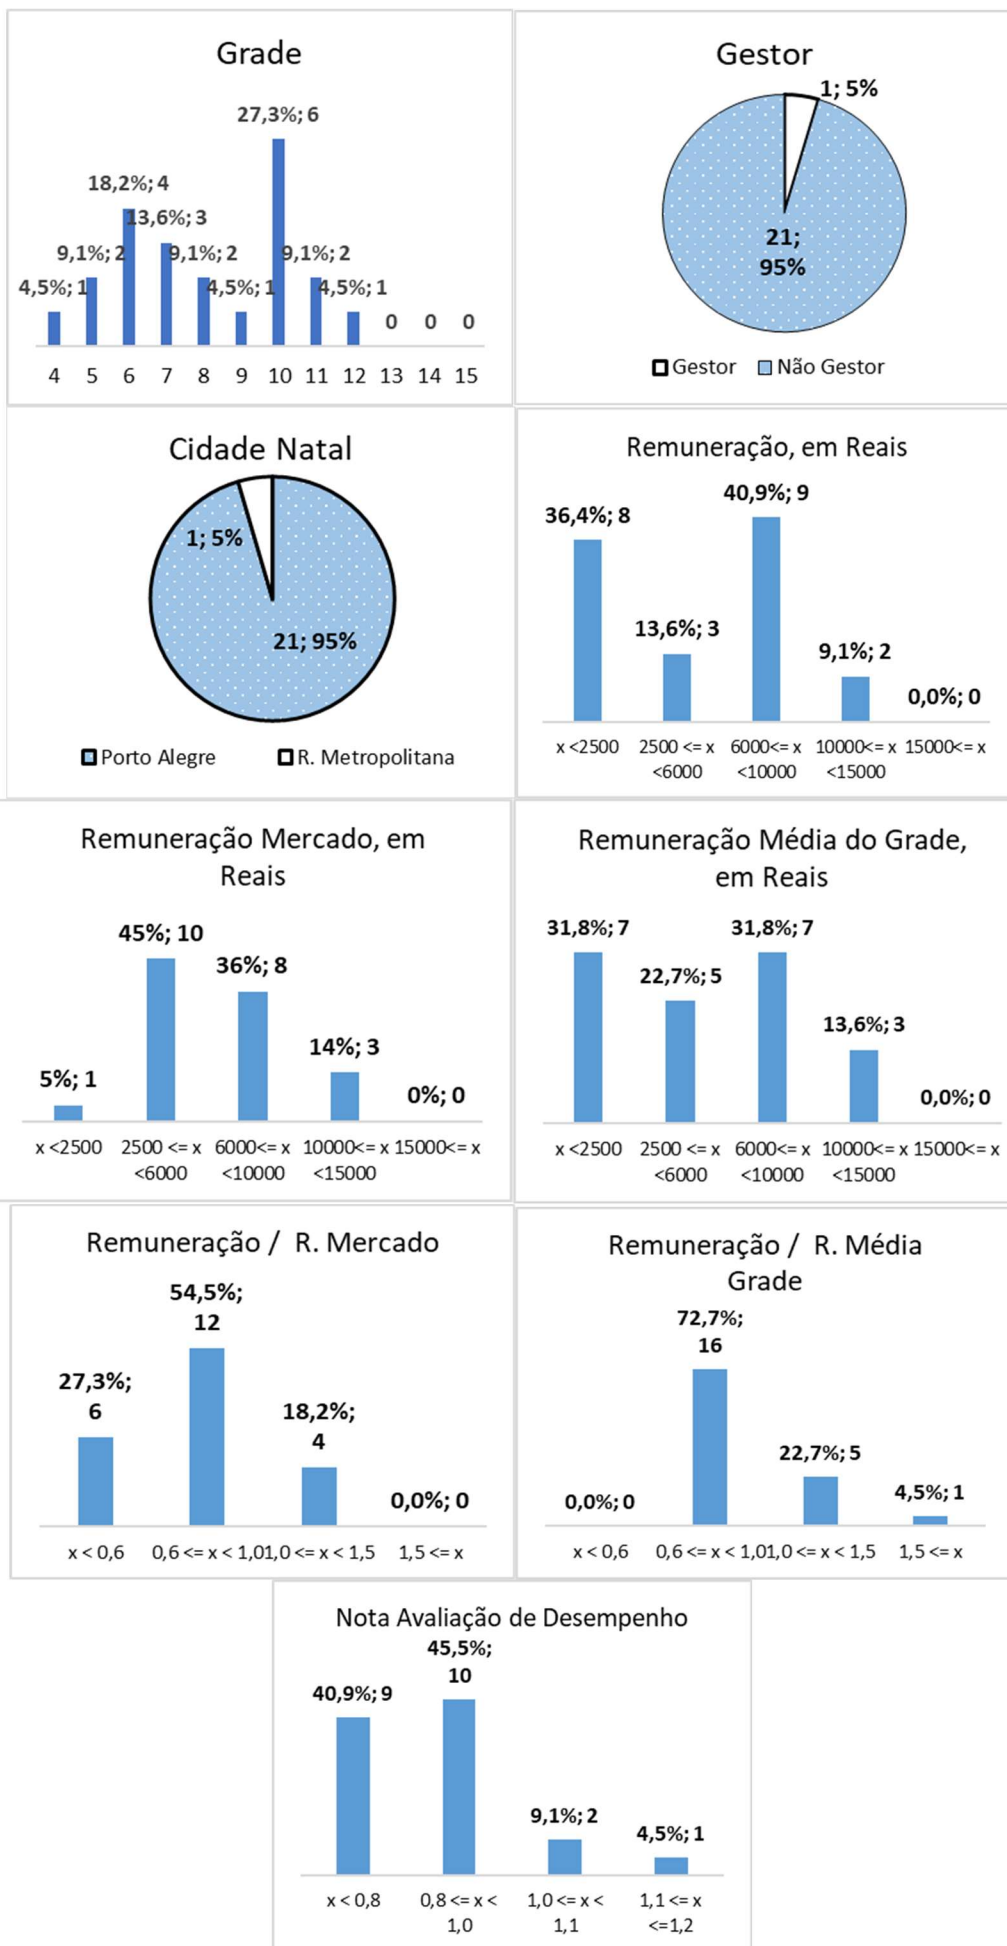 Grade
27,3%; 6
18,2%; 4
13,6%; 3
9,1%; 2
9,1%; 2
9,1%; 2
4,5%; 1
4,5%; 1
4,5%; 1
0 0 0
4 5 6 7 8 9 10 11 12 13 14 15
Gestor
1; 5%
21;
95%
Gestor Não Gestor
Cidade Natal
1; 5%
21; 95%
Porto Alegre R. Metropolitana
Remuneração, em Reais
40,9%; 9
36,4%; 8
13,6%; 3
9,1%; 2
0,0%; 0
x <2500 2500 <= x 6000<= x 10000<= x 15000<= x
<6000 <10000 <15000
Remuneração Mercado, em
Reais
45%; 10
36%; 8
14%; 3
5%; 1
0%; 0
x <2500 2500 <= x 6000<= x 10000<= x 15000<= x
<6000 <10000 <15000
Remuneração Média do Grade,
em Reais
31,8%; 7 31,8%; 7
22,7%; 5
13,6%; 3
0,0%; 0
x <2500 2500 <= x 6000<= x 10000<= x 15000<= x
<6000 <10000 <15000
Remuneração / R. Mercado
54,5%;
12
27,3%;
6
18,2%;
4
0,0%; 0
x < 0,6 0,6 <= x < 1,0 1,0 <= x < 1,5 1,5 <= x
Remuneração / R. Média
Grade
72,7%;
16
22,7%; 5
4,5%; 1
0,0%; 0
x < 0,6 0,6 <= x < 1,0 1,0 <= x < 1,5 1,5 <= x
Nota Avaliação de Desempenho
45,5%;
10
40,9%; 9
9,1%; 2
4,5%; 1
x < 0,8 0,8 <= x < 1,0 <= x < 1,1 <= x
1,0 1,1 <=1,2